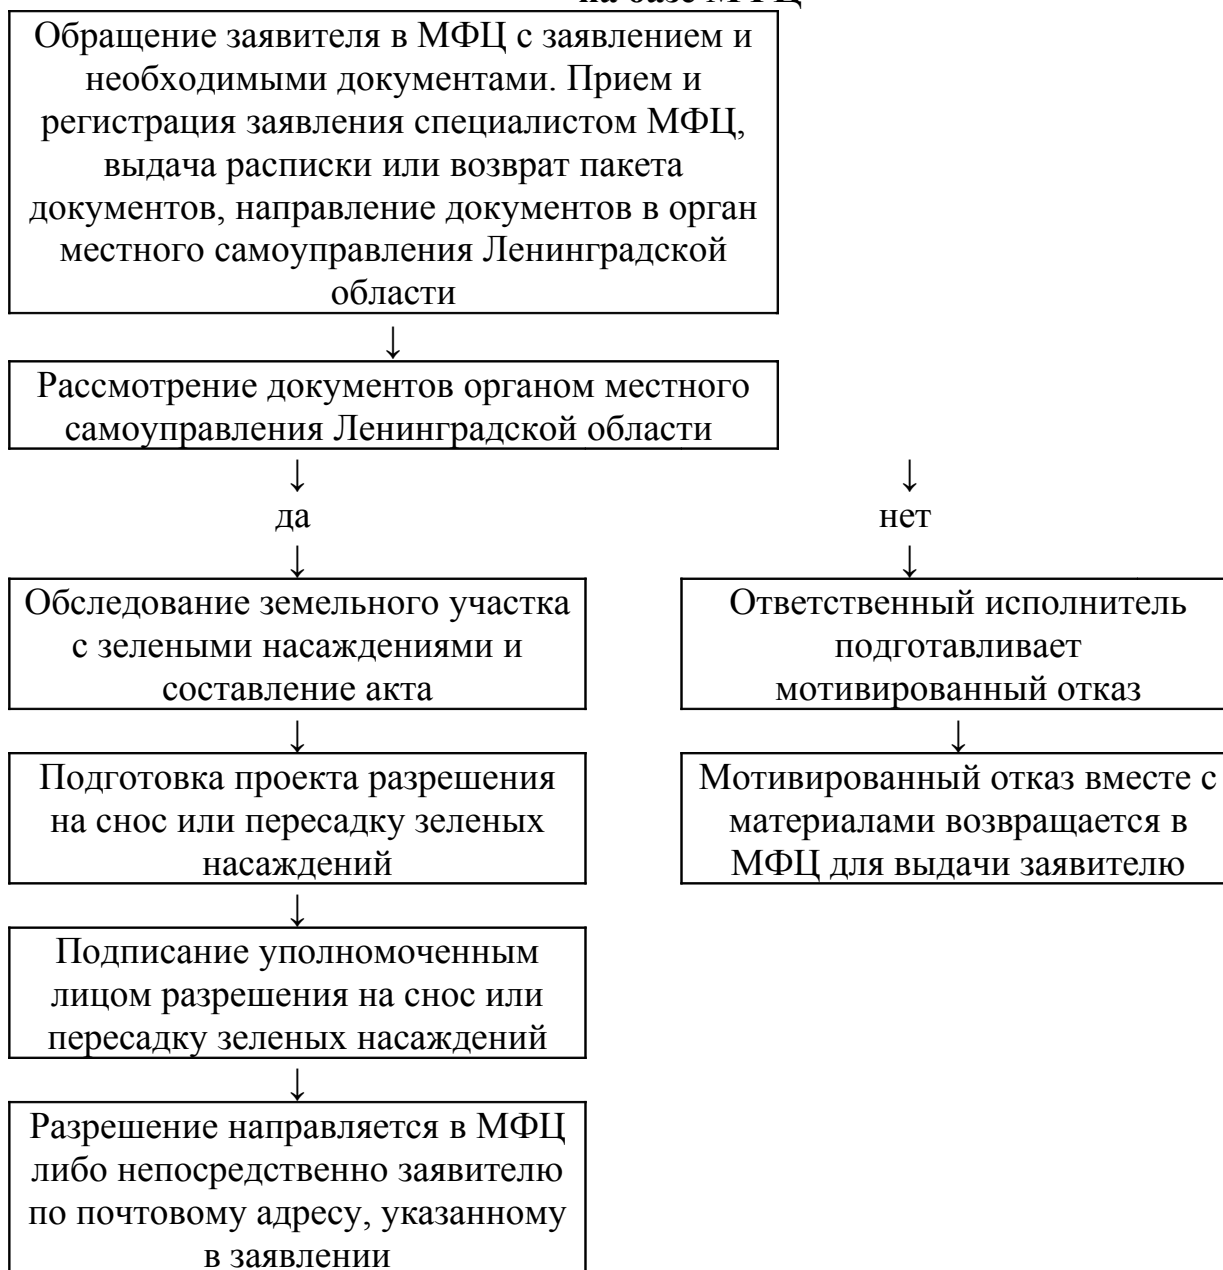 на базе МФЦ
Обращение заявителя в МФЦ с заявлением и
необходимыми документами. Прием и
регистрация заявления специалистом МФЦ,
выдача расписки или возврат пакета
документов, направление документов в орган
местного самоуправления Ленинградской
области
↓
Рассмотрение документов органом местного
самоуправления Ленинградской области
↓ ↓
да нет
↓ ↓
Обследование земельного участка
с зелеными насаждениями и
составление акта
Ответственный исполнитель
подготавливает
мотивированный отказ
↓ ↓
Подготовка проекта разрешения
на снос или пересадку зеленых
насаждений
Мотивированный отказ вместе с
материалами возвращается в
МФЦ для выдачи заявителю
↓
Подписание уполномоченным
лицом разрешения на снос или
пересадку зеленых насаждений
↓
Разрешение направляется в МФЦ
либо непосредственно заявителю
по почтовому адресу, указанному
в заявлении